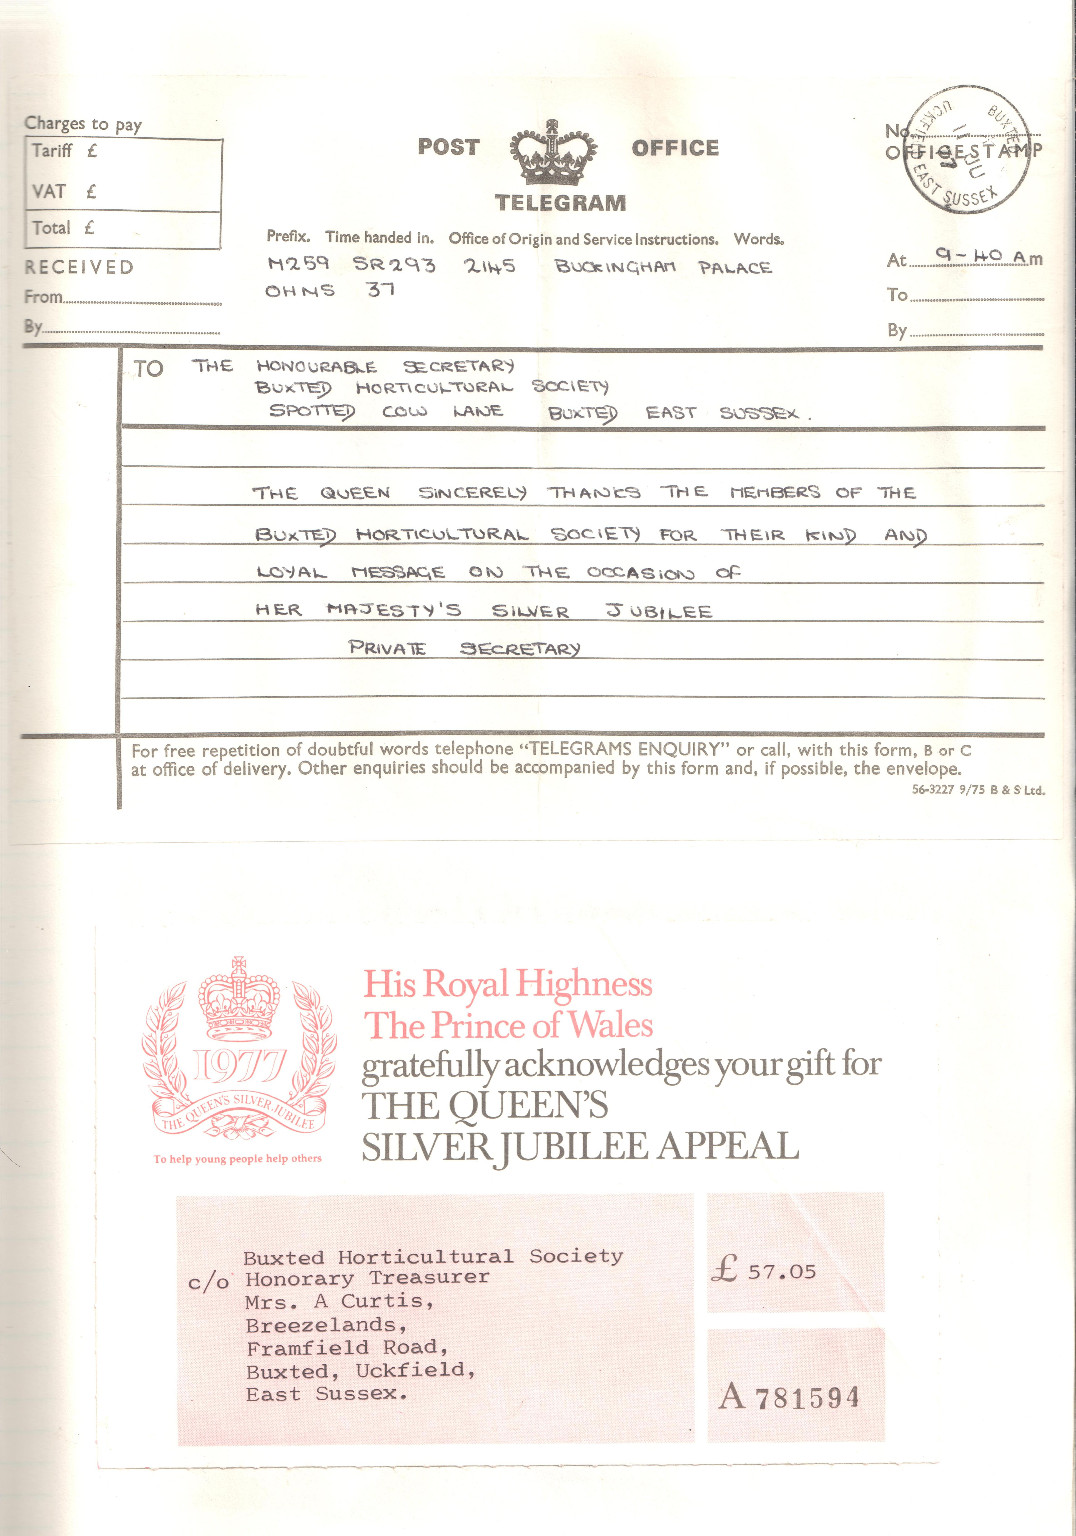 Charges to pay
Tariff £
VAT £
Total £
RECEIVED
From
By
POST OFFICE
TELEGRAM
Prefix. Time handed in. Office of Origin and Service Instructions. Words.
M259 SR293 2145 BUCKINGHAM PALACE
OHMS 37
No.
OFFICE STAMP
BUXTED
UCKFIELD EAST SUSSEX
At 9-40 A m
To
By
TO THE HONOURABLE SECRETARY
BUXTED HORTICULTURAL SOCIETY
SPOTTED COW LANE BUXTED EAST SUSSEX.
THE QUEEN SINCERELY THANKS THE MEMBERS OF THE
BUXTED HORTICULTURAL SOCIETY FOR THEIR KIND AND
LOYAL MESSAGE ON THE OCCASION OF
HER MAJESTY'S SILVER JUBILEE
PRIVATE SECRETARY
For free repetition of doubtful words telephone “TELEGRAMS ENQUIRY” or call, with this form, B or C
at office of delivery. Other enquiries should be accompanied by this form and, if possible, the envelope.
56-3227 9/75 B & S Ltd.
1977
THE QUEEN'S SILVER JUBILEE
To help young people help others
His Royal Highness
The Prince of Wales
gratefully acknowledges your gift for
THE QUEEN'S
SILVER JUBILEE APPEAL
Buxted Horticultural Society
c/o Honorary Treasurer
Mrs. A Curtis,
Breezelands,
Framfield Road,
Buxted, Uckfield,
East Sussex.
£ 57.05
A 781594